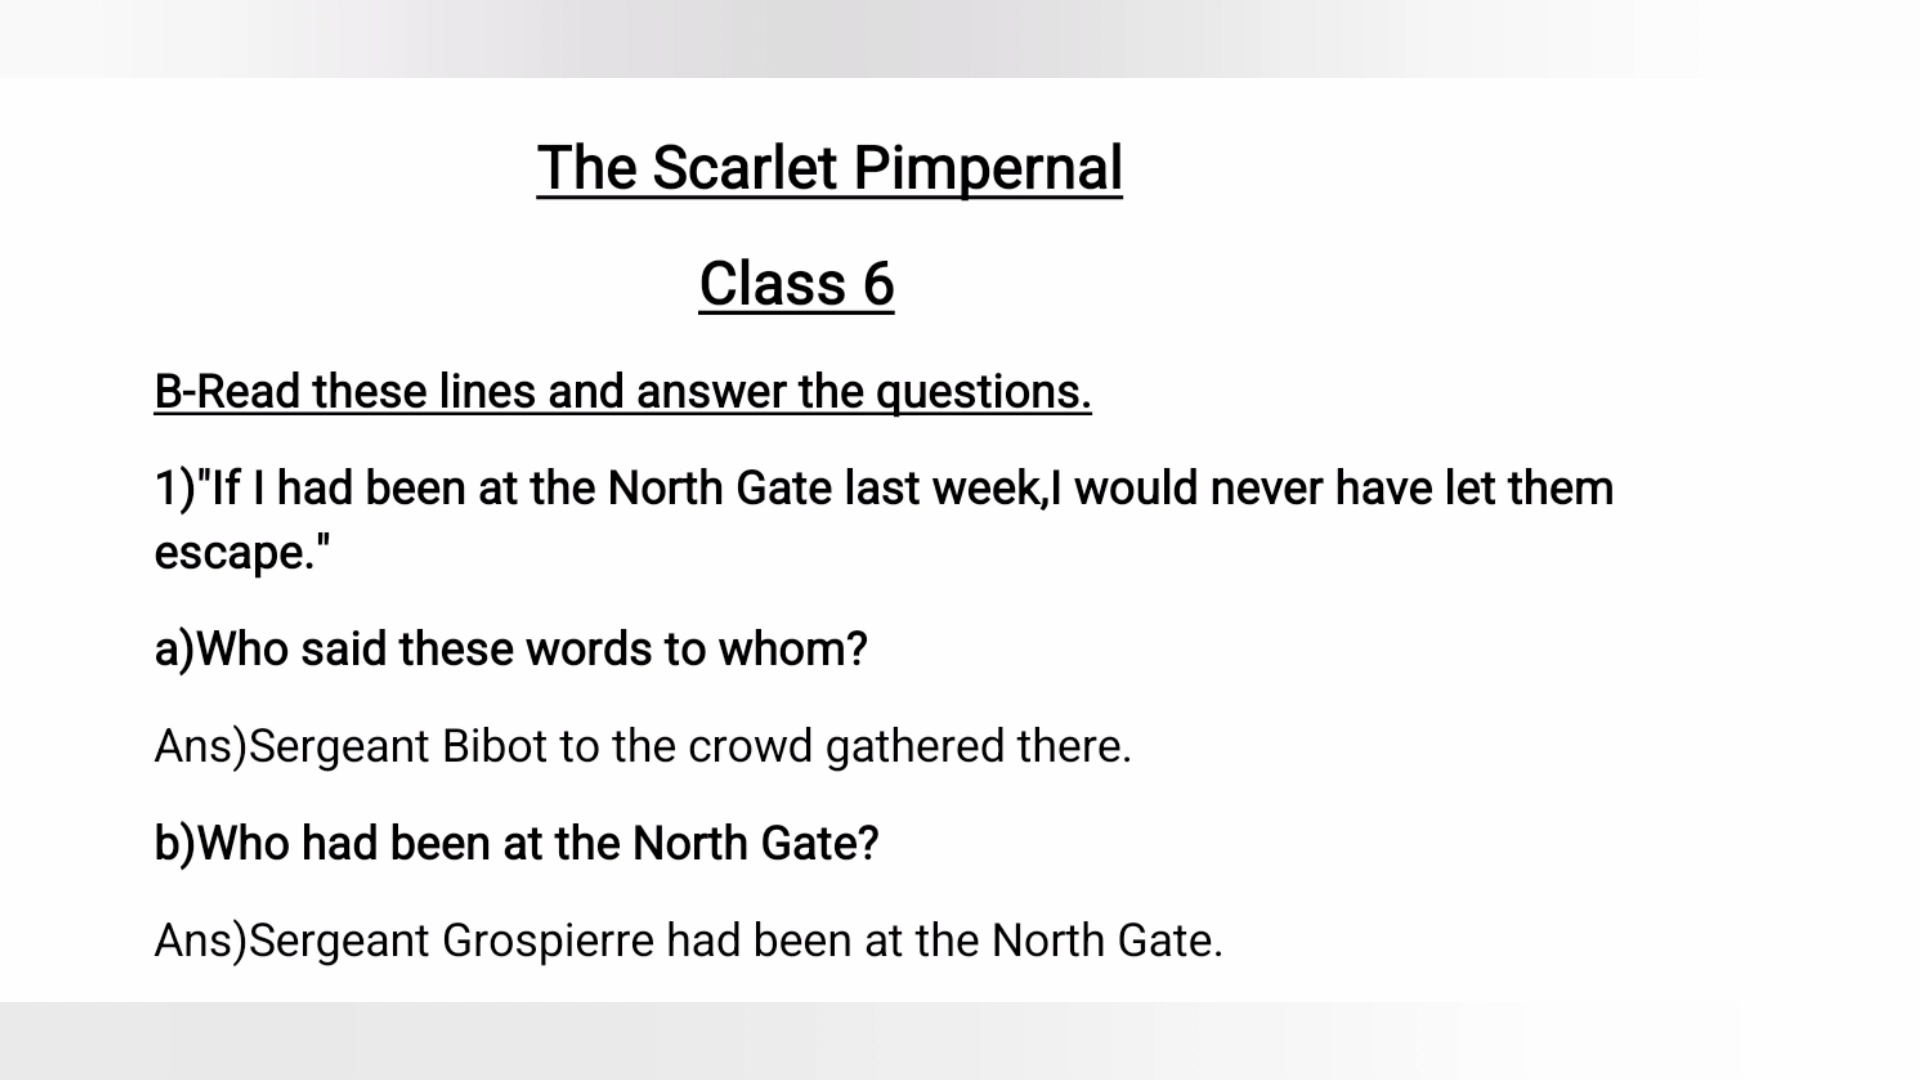 The Scarlet Pimpernal
Class 6
B-Read these lines and answer the questions.
1)"If I had been at the North Gate last week,I would never have let them
escape."
a)Who said these words to whom?
Ans)Sergeant Bibot to the crowd gathered there.
b)Who had been at the North Gate?
Ans)Sergeant Grospierre had been at the North Gate.